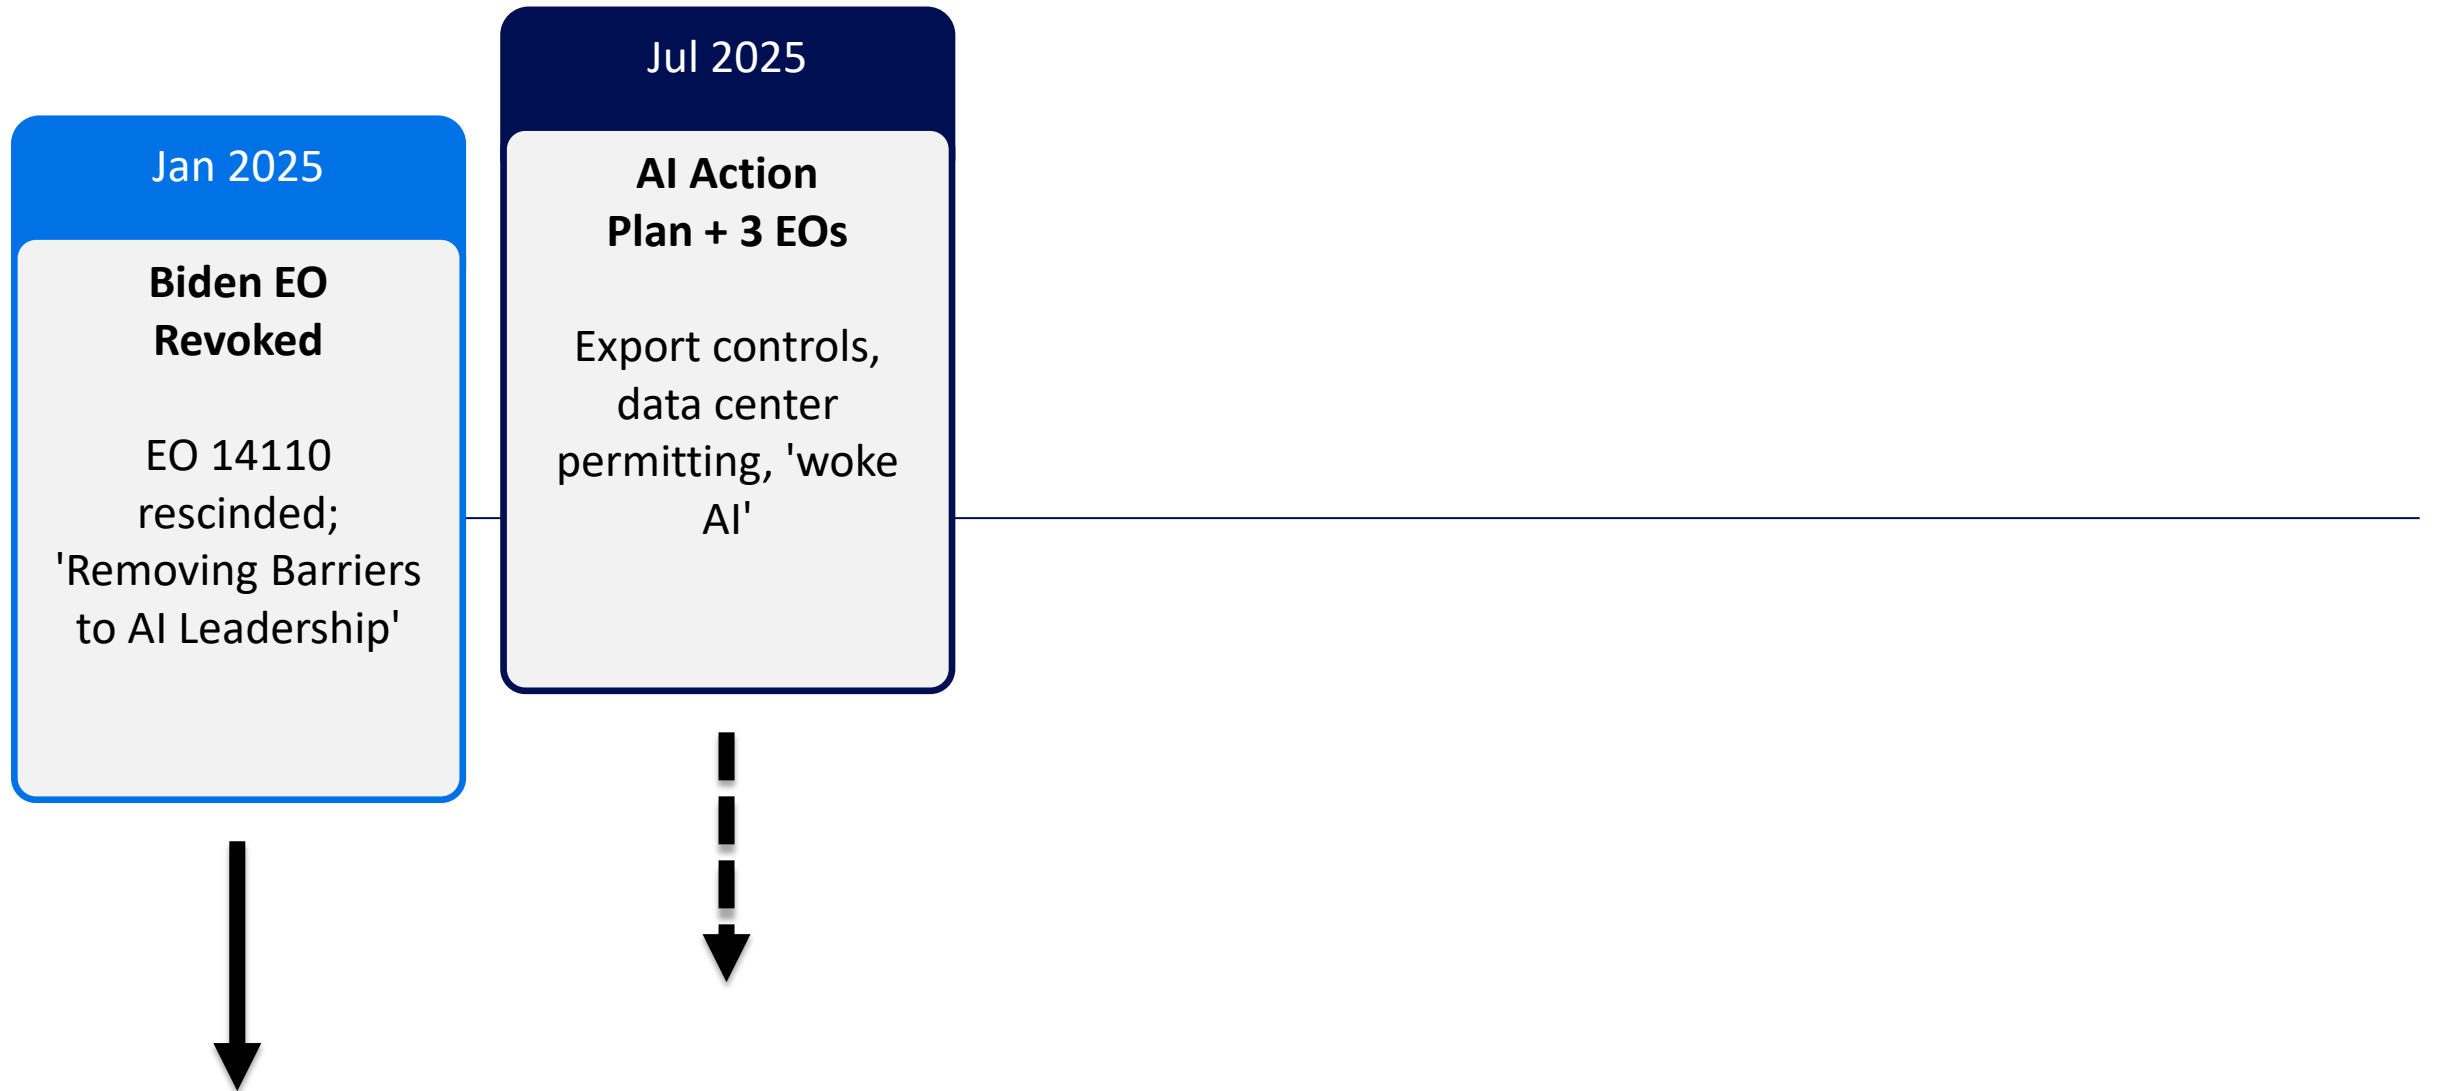 Jan 2025
Biden EO
Revoked
EO 14110
rescinded;
'Removing Barriers
to AI Leadership'
Jul 2025
AI Action
Plan + 3 EOs
Export controls,
data center
permitting, 'woke
AI'